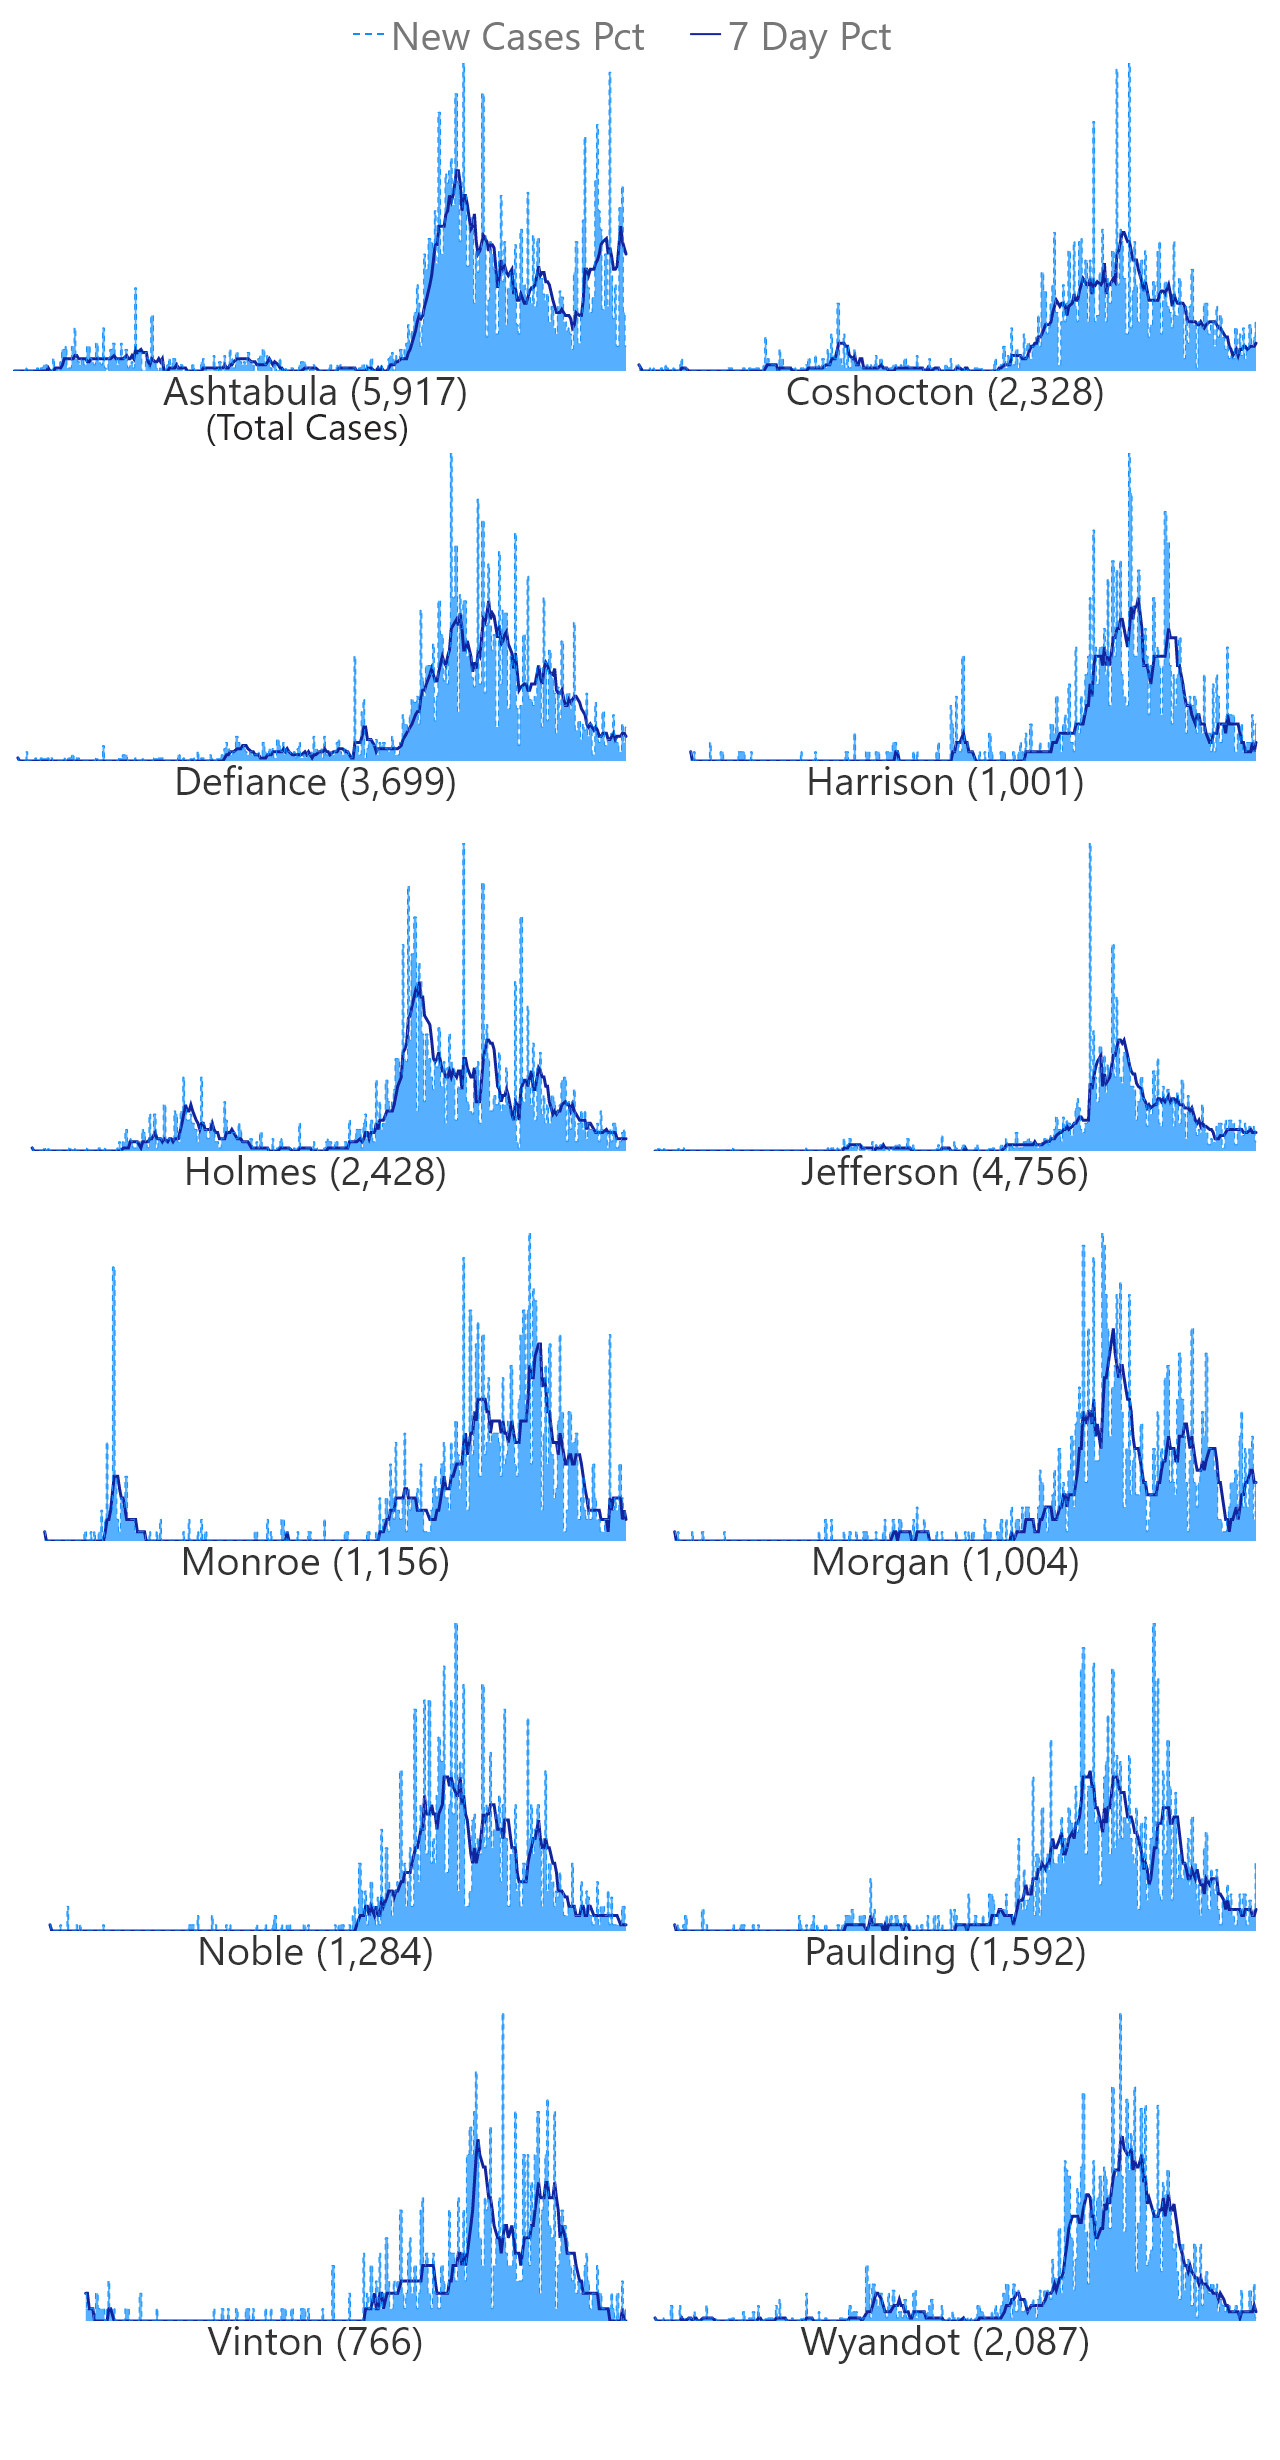 New Cases Pct 7 Day Pct
Ashtabula (5,917) Coshocton (2,328)
(Total Cases)
Defiance (3,699) Harrison (1,001)
Holmes (2,428) Jefferson (4,756)
Monroe (1,156) Morgan (1,004)
Noble (1,284) Paulding (1,592)
Vinton (766) Wyandot (2,087)